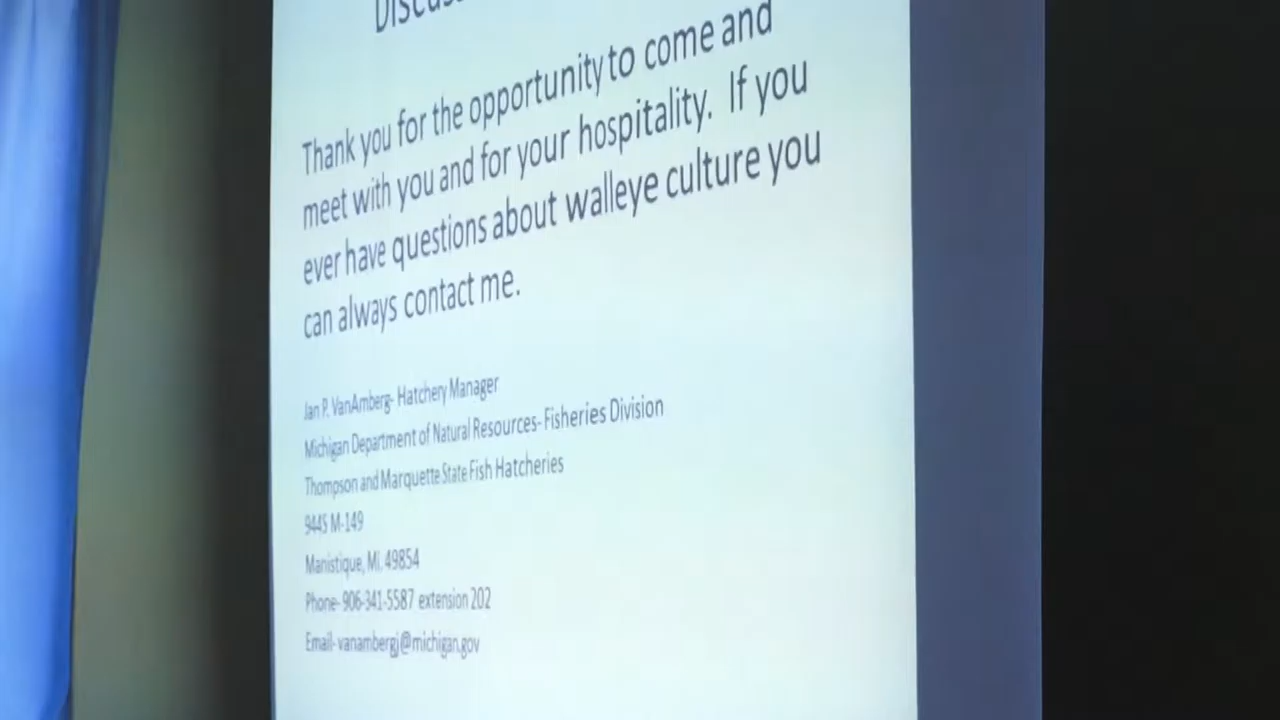 Thank you for the opportunity to come and
meet with you and for your hospitality. If you
ever have questions about walleye culture you
can always contact me.
Jan P. VanAmberg- Hatchery Manager
Michigan Department of Natural Resources- Fisheries Division
Thompson and Marquette State Fish Hatcheries
9445 M-149
Manistique, Mi. 49854
Phone- 906-341-5587 extension 202
Email- vanambergj@michigan.gov